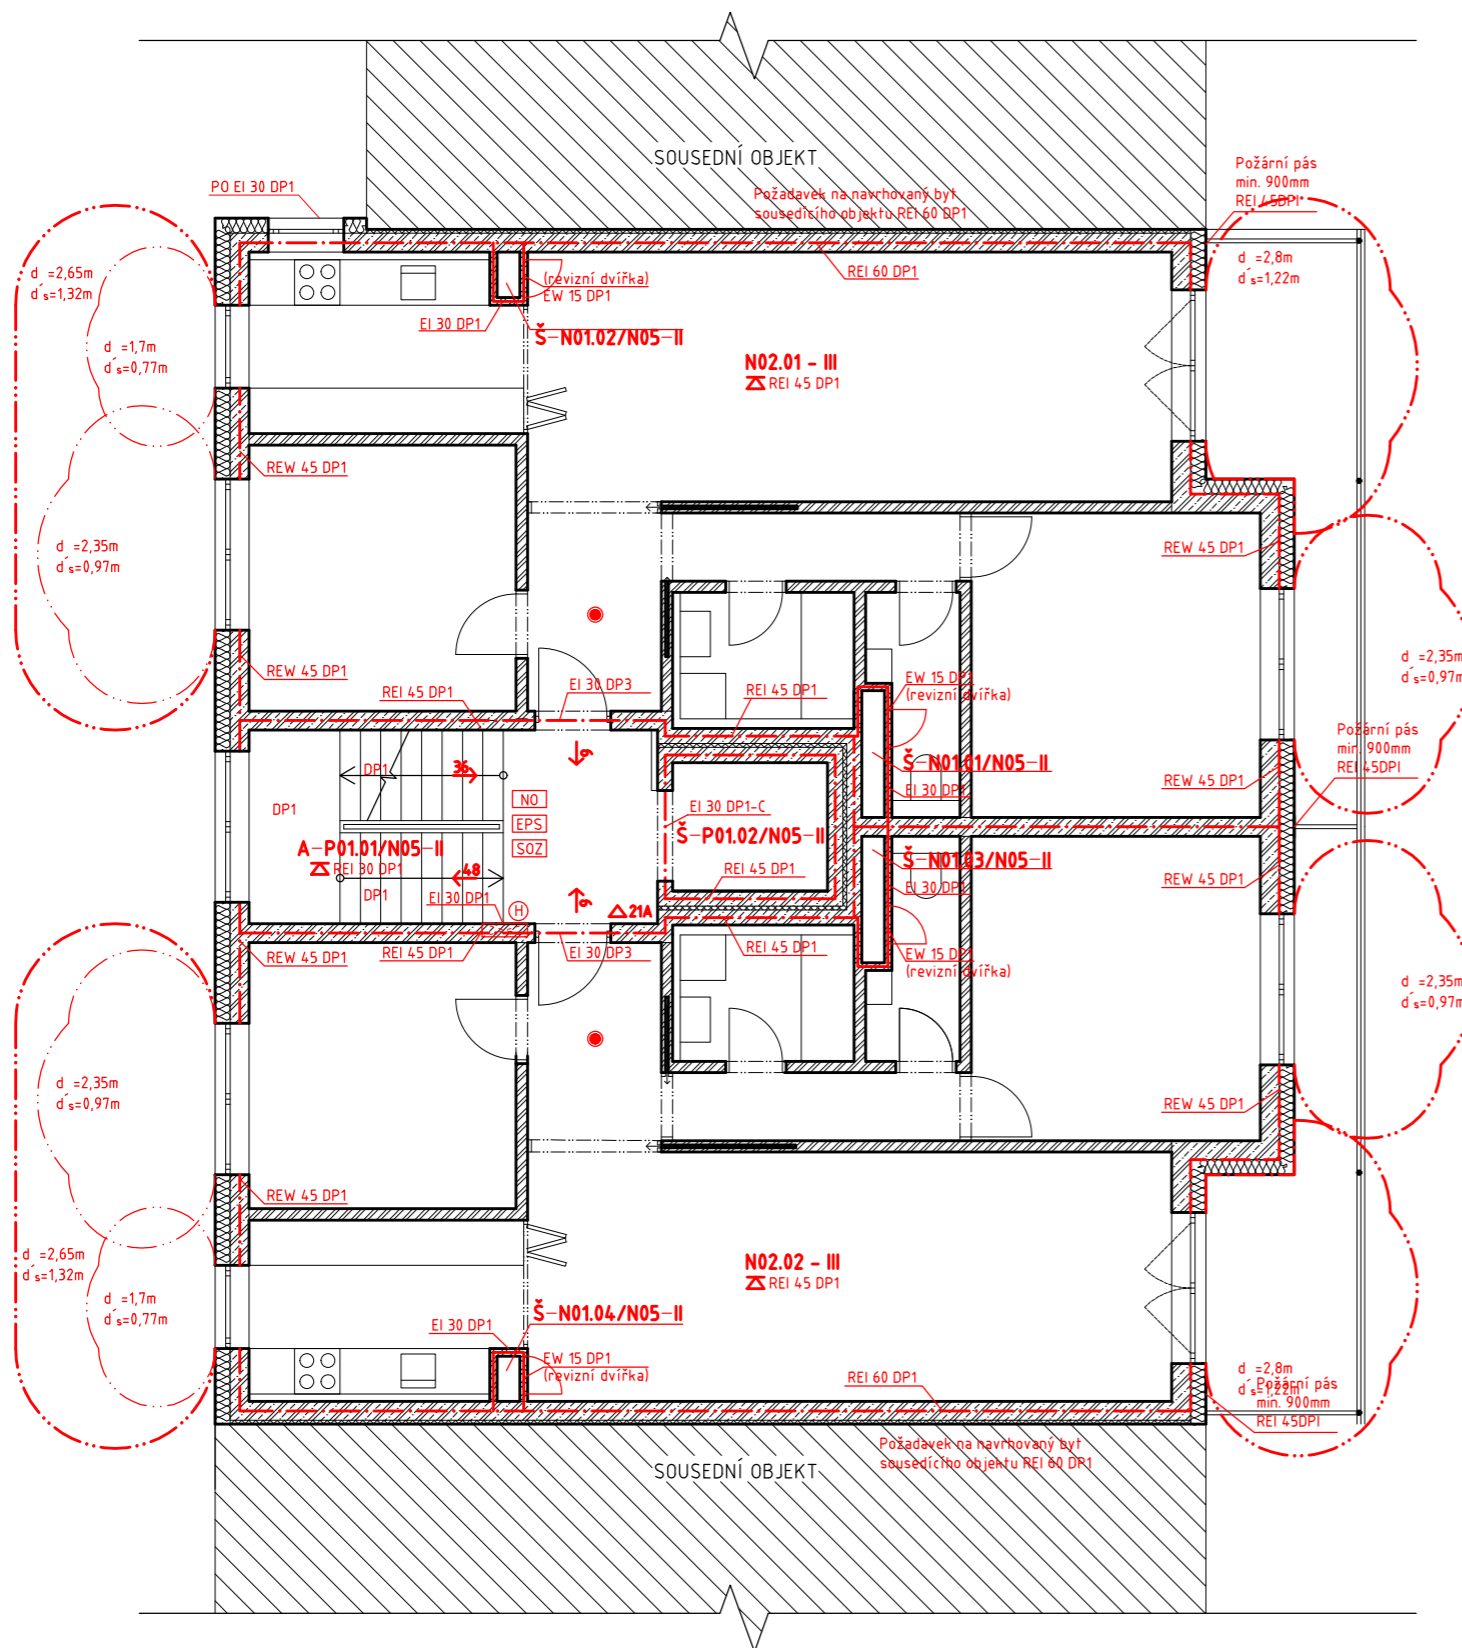 SOUSEDNÍ OBJEKT
Požární pás
min. 900mm
REI 45DP1
PO EI 30 DP1
Požadavek na navrhovaný byt
sousedícího objektu REI 60 DP1
d =2,65m
d´s=1,32m
(revizní dvířka)
EW 15 DP1
REI 60 DP1
d =2,8m
d´s=1,22m
EI 30 DP1
Š-N01.02/N05-II
d =1,7m
d´s=0,77m
N02.01 - III
REI 45 DP1
REW 45 DP1
d =2,35m
d´s=0,97m
REW 45 DP1
REW 45 DP1
REI 45 DP1
EI 30 DP3
REI 45 DP1
EW 15 DP1
(revizní dvířka)
d =2,35m
d´s=0,97m
6
Požární pás
min. 900mm
REI 45DP1
DP1
36
Š-N01.01/N05-II
DP1
NO
EI 30 DP1-C
EI 30 DP1
REW 45 DP1
EPS
Š-P01.02/N05-II
SOZ
A-P01.01/N05-II
REI 30 DP1
48
REI 45 DP1
Š-N01.03/N05-II
DP1
EI 30 DP1
EI 30 DP1
REW 45 DP1
H
6
21A
REW 45 DP1
REI 45 DP1
EI 30 DP3
REI 45 DP1
EW 15 DP1
(revizní dvířka)
d =2,35m
d´s=0,97m
d =2,35m
d´s=0,97m
REW 45 DP1
REW 45 DP1
d =2,65m
d´s=1,32m
N02.02 - III
REI 45 DP1
d =1,7m
d´s=0,77m
EI 30 DP1
Š-N01.04/N05-II
EW 15 DP1
(revizní dvířka)
REI 60 DP1
d =2,8m
d´s=1,22m
Požární pás
min. 900mm
REI 45DP1
Požadavek na navrhovaný byt
sousedícího objektu REI 60 DP1
SOUSEDNÍ OBJEKT